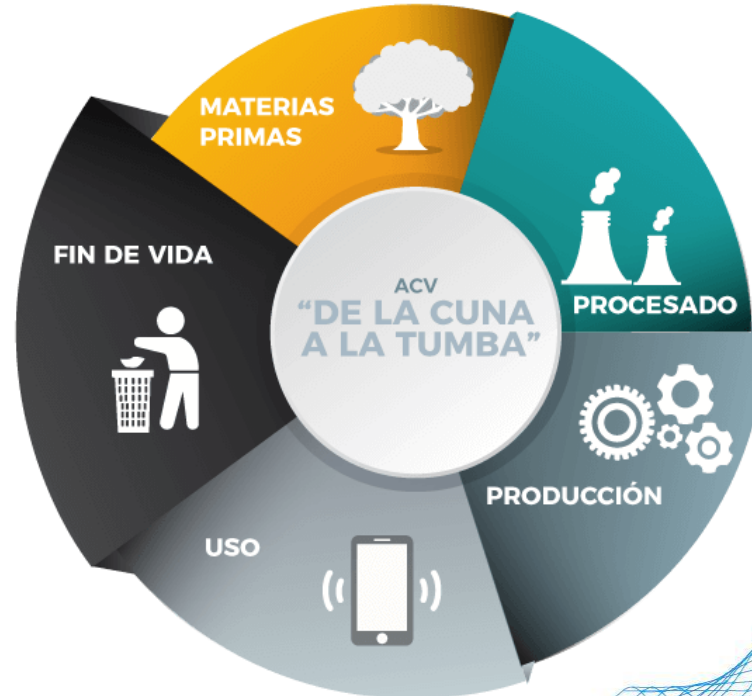 MATERIAS
PRIMAS
PROCESADO
PRODUCCIÓN
USO
FIN DE VIDA
ACV
“DE LA CUNA
A LA TUMBA”